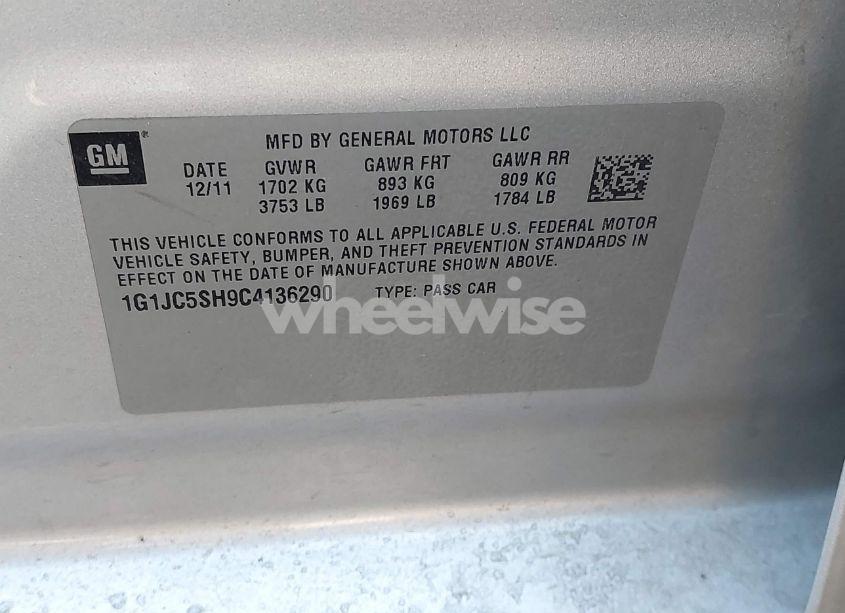 GM ®
MFD BY GENERAL MOTORS LLC
DATE GVWR GAWR FRT GAWR RR
12/11 1702 KG 893 KG 809 KG
3753 LB 1969 LB 1784 LB
THIS VEHICLE CONFORMS TO ALL APPLICABLE U.S. FEDERAL MOTOR
VEHICLE SAFETY, BUMPER, AND THEFT PREVENTION STANDARDS IN
EFFECT ON THE DATE OF MANUFACTURE SHOWN ABOVE.
1G1JC5SH9C4136290 TYPE: PASS CAR
wheelwise